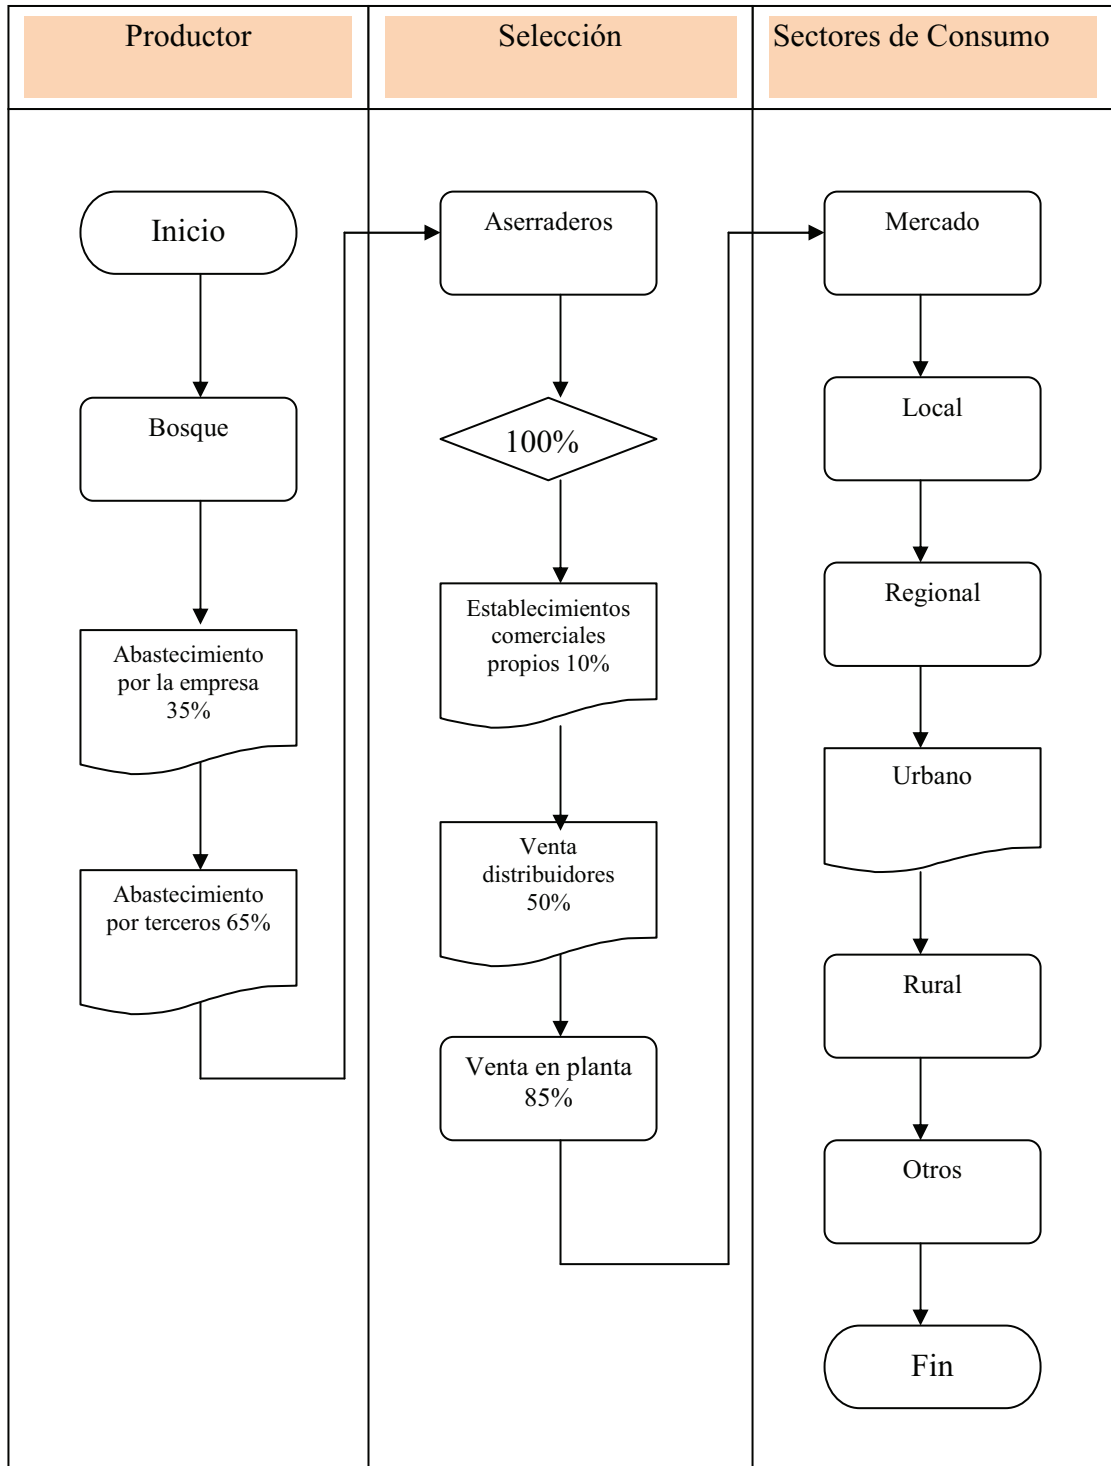 Productor
Selección
Sectores de Consumo
Inicio
Bosque
Abastecimiento
por la empresa
35%
Abastecimiento
por terceros 65%
Aserraderos
100%
Establecimientos
comerciales
propios 10%
Venta
distribuidores
50%
Venta en planta
85%
Mercado
Local
Regional
Urbano
Rural
Otros
Fin